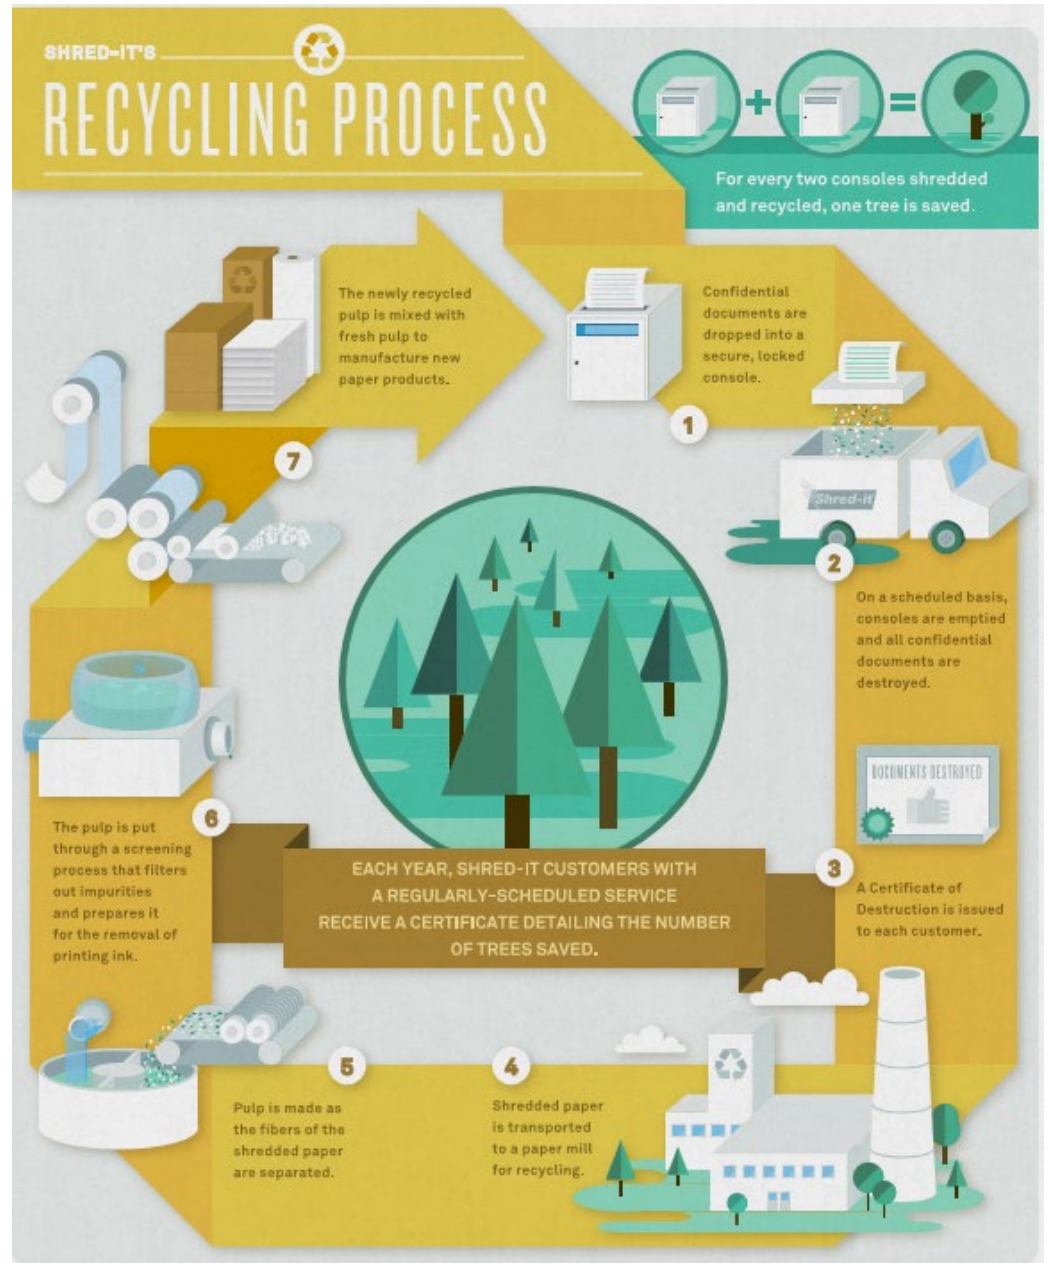 SHRED-IT'S
RECYCLING PROCESS
For every two consoles shredded
and recycled, one tree is saved.
Confidential
documents are
dropped into a
secure, locked
console.
1
Shred-it
2
On a scheduled basis,
consoles are emptied
and all confidential
documents are
destroyed.
DOCUMENTS DESTROYED
3
A Certificate of
Destruction is issued
to each customer.
4
Shredded paper
is transported
to a paper mill
for recycling.
5
Pulp is made as
the fibers of the
shredded paper
are separated.
6
The pulp is put
through a screening
process that filters
out impurities
and prepares it
for the removal of
printing ink.
7
The newly recycled
pulp is mixed with
fresh pulp to
manufacture new
paper products.
EACH YEAR, SHRED-IT CUSTOMERS WITH
A REGULARLY-SCHEDULED SERVICE
RECEIVE A CERTIFICATE DETAILING THE NUMBER
OF TREES SAVED.